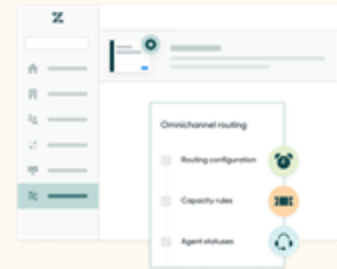 Omnichannel routing
Routing configuration
Capacity rules
Agent statuses